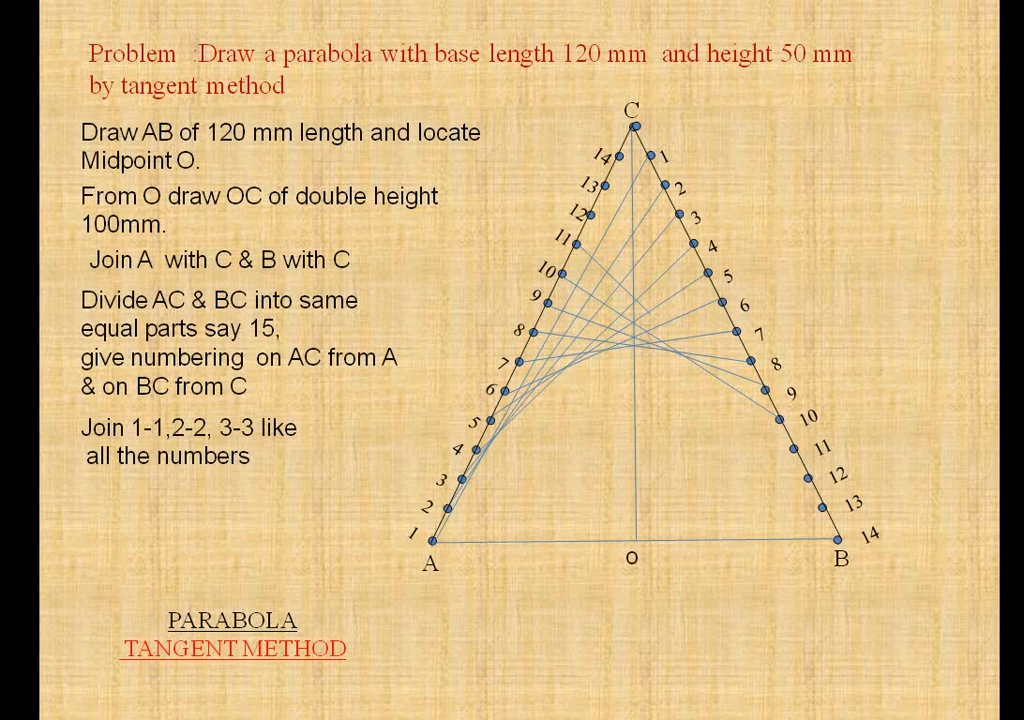 Problem :Draw a parabola with base length 120 mm and height 50 mm
by tangent method
Draw AB of 120 mm length and locate
Midpoint O.
From O draw OC of double height
100mm.
Join A with C & B with C
Divide AC & BC into same
equal parts say 15,
give numbering on AC from A
& on BC from C
Join 1-1,2-2, 3-3 like
all the numbers
C
14
13
12
11
10
9
8
7
6
5
4
3
2
1
1
2
3
4
5
6
7
8
9
10
11
12
13
14
A
O
B
PARABOLA
TANGENT METHOD